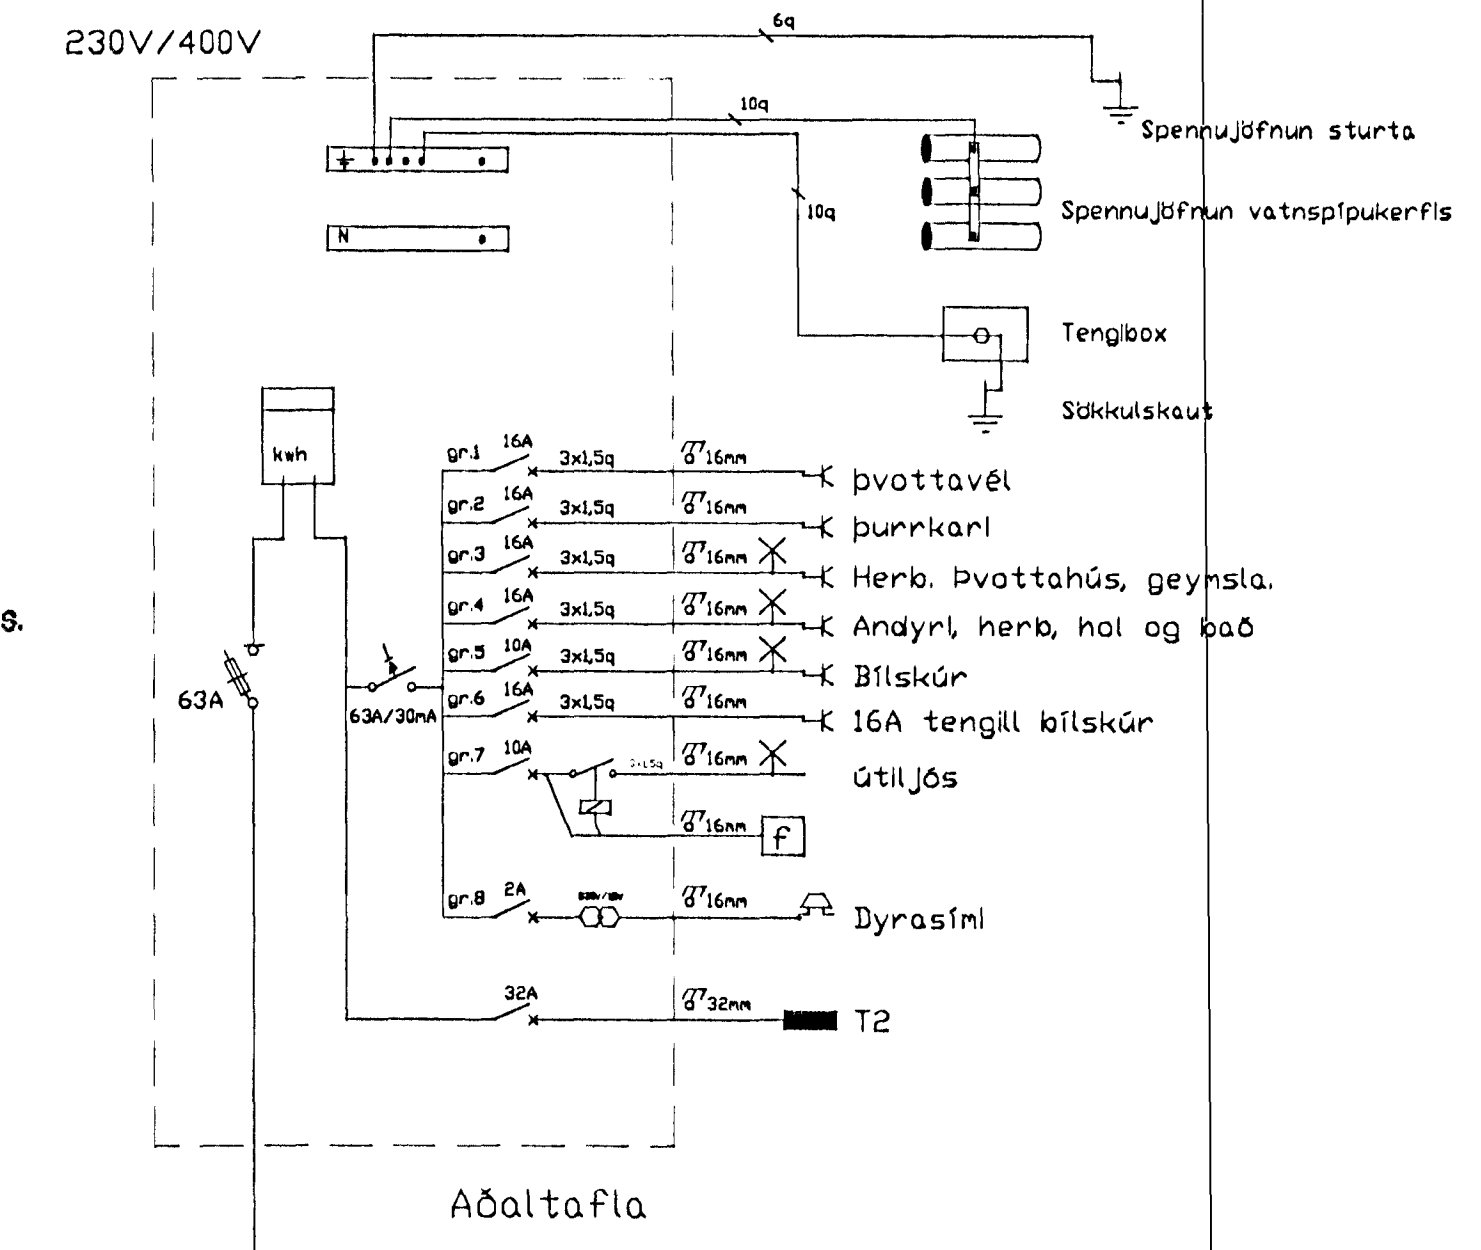 230V/400V
6q
10q
10q
Spennujöfnun sturta
Spennujöfnun vatnspípukerfis
N
Tengibox
Sökkulskaut
kwh
gr.1 16A 3x1,5q 16mm þvottavél
gr.2 16A 3x1,5q 16mm þurrkari
gr.3 16A 3x1,5q 16mm Herb. Þvottahús, geymsla.
gr.4 16A 3x1,5q 16mm Andyri, herb, hol og bað
s.
gr.5 10A 3x1,5q 16mm Bílskúr
63A
63A/30mA
gr.6 16A 3x1,5q 16mm 16A tengill bílskúr
gr.7 10A 3x1,5q 16mm útiljós
16mm f
gr.8 2A 16mm Dyrasími
32A 32mm T2
Aðaltafla